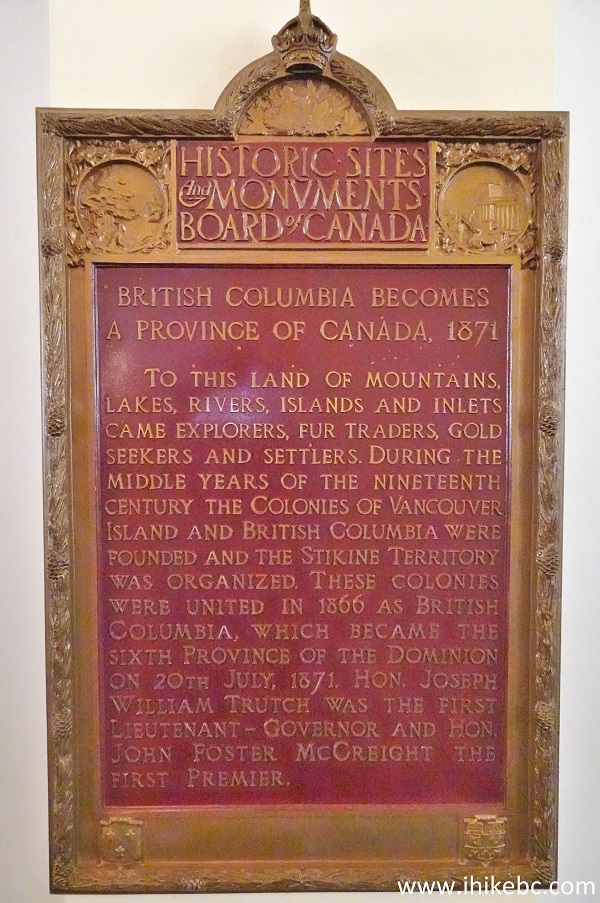 HISTORIC·SITES
And MONVMENTS
BOARD of CANADA
BRITISH COLUMBIA BECOMES
A PROVINCE OF CANADA, 1871
TO THIS LAND OF MOUNTAINS,
LAKES, RIVERS, ISLANDS AND INLETS
CAME EXPLORERS, FUR TRADERS, GOLD
SEEKERS AND SETTLERS. DURING THE
MIDDLE YEARS OF THE NINETEENTH
CENTURY THE COLONIES OF VANCOUVER
ISLAND AND BRITISH COLUMBIA WERE
FOUNDED AND THE STIKINE TERRITORY
WAS ORGANIZED. THESE COLONIES
WERE UNITED IN 1866 AS BRITISH
COLUMBIA, WHICH BECAME THE
SIXTH PROVINCE OF THE DOMINION
ON 20TH JULY, 1871. HON. JOSEPH
WILLIAM TRUTCH WAS THE FIRST
LIEUTENANT-GOVERNOR AND HON.
JOHN FOSTER MCCREIGHT THE
FIRST PREMIER.
www.ihikebc.com